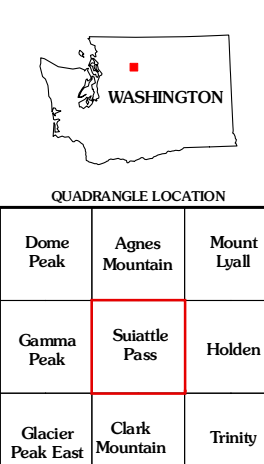 WASHINGTON
QUADRANGLE LOCATION
Dome
Peak
Agnes
Mountain
Mount
Lyall
Gamma
Peak
Suiattle
Pass
Holden
Glacier
Peak East
Clark
Mountain
Trinity